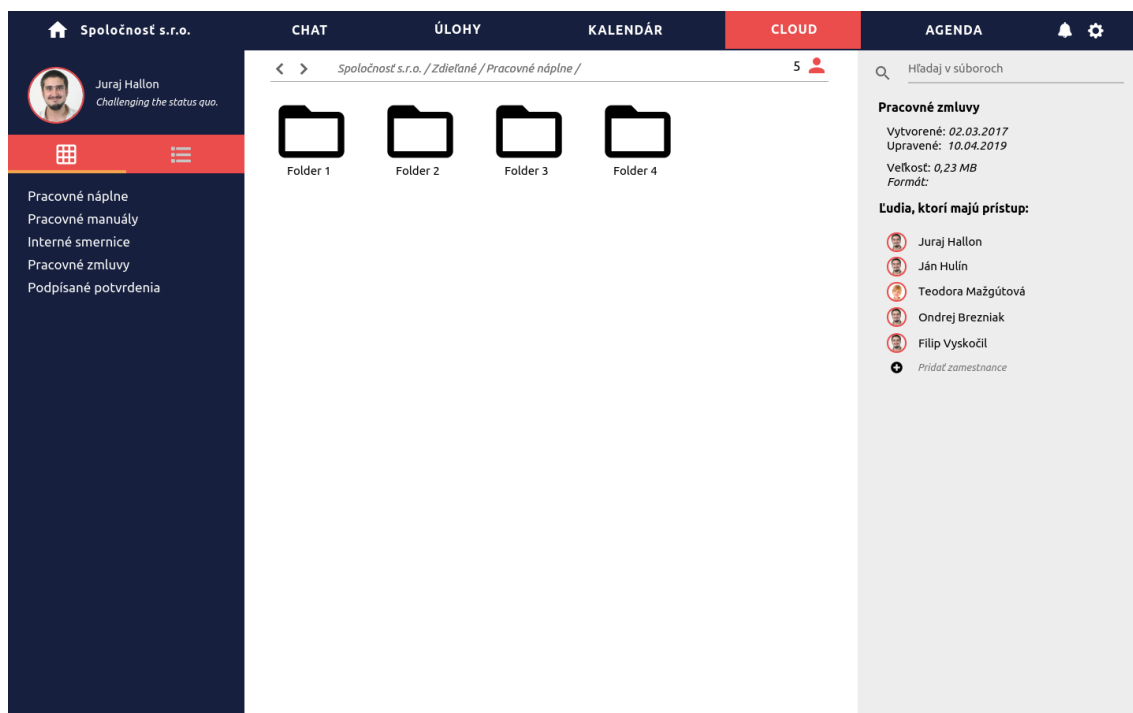 Spoločnosť s.r.o.
CHAT
ÚLOHY
KALENDÁR
CLOUD
AGENDA
Juraj Hallon
Challenging the status quo.
Pracovné náplne
Pracovné manuály
Interné smernice
Pracovné zmluvy
Podpísané potvrdenia
Spoločnosť s.r.o. / Zdieľané / Pracovné náplne /
5
Folder 1
Folder 2
Folder 3
Folder 4
Hľadaj v súboroch
Pracovné zmluvy
Vytvorené: 02.03.2017
Upravené: 10.04.2019
Veľkosť: 0,23 MB
Formát:
Ľudia, ktorí majú prístup:
Juraj Hallon
Ján Hulín
Teodora Mažgútová
Ondrej Brezniak
Filip Vyskočil
Pridať zamestnance